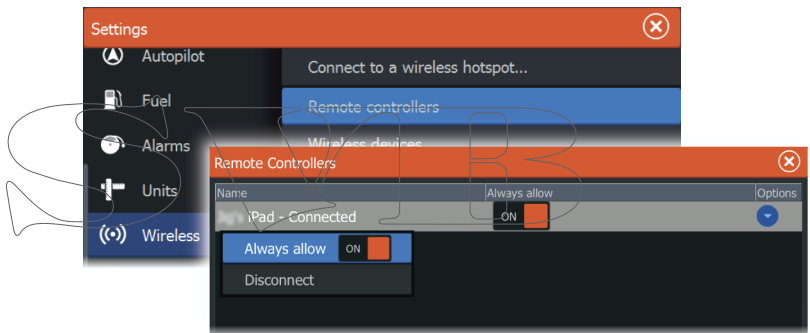 Settings
Autopilot
Connect to a wireless hotspot...
Fuel
Remote controllers
Alarms
Wireless devices
Units
Wireless
Remote Controllers
Name Always allow Options
iPad - Connected ON
Always allow ON
Disconnect